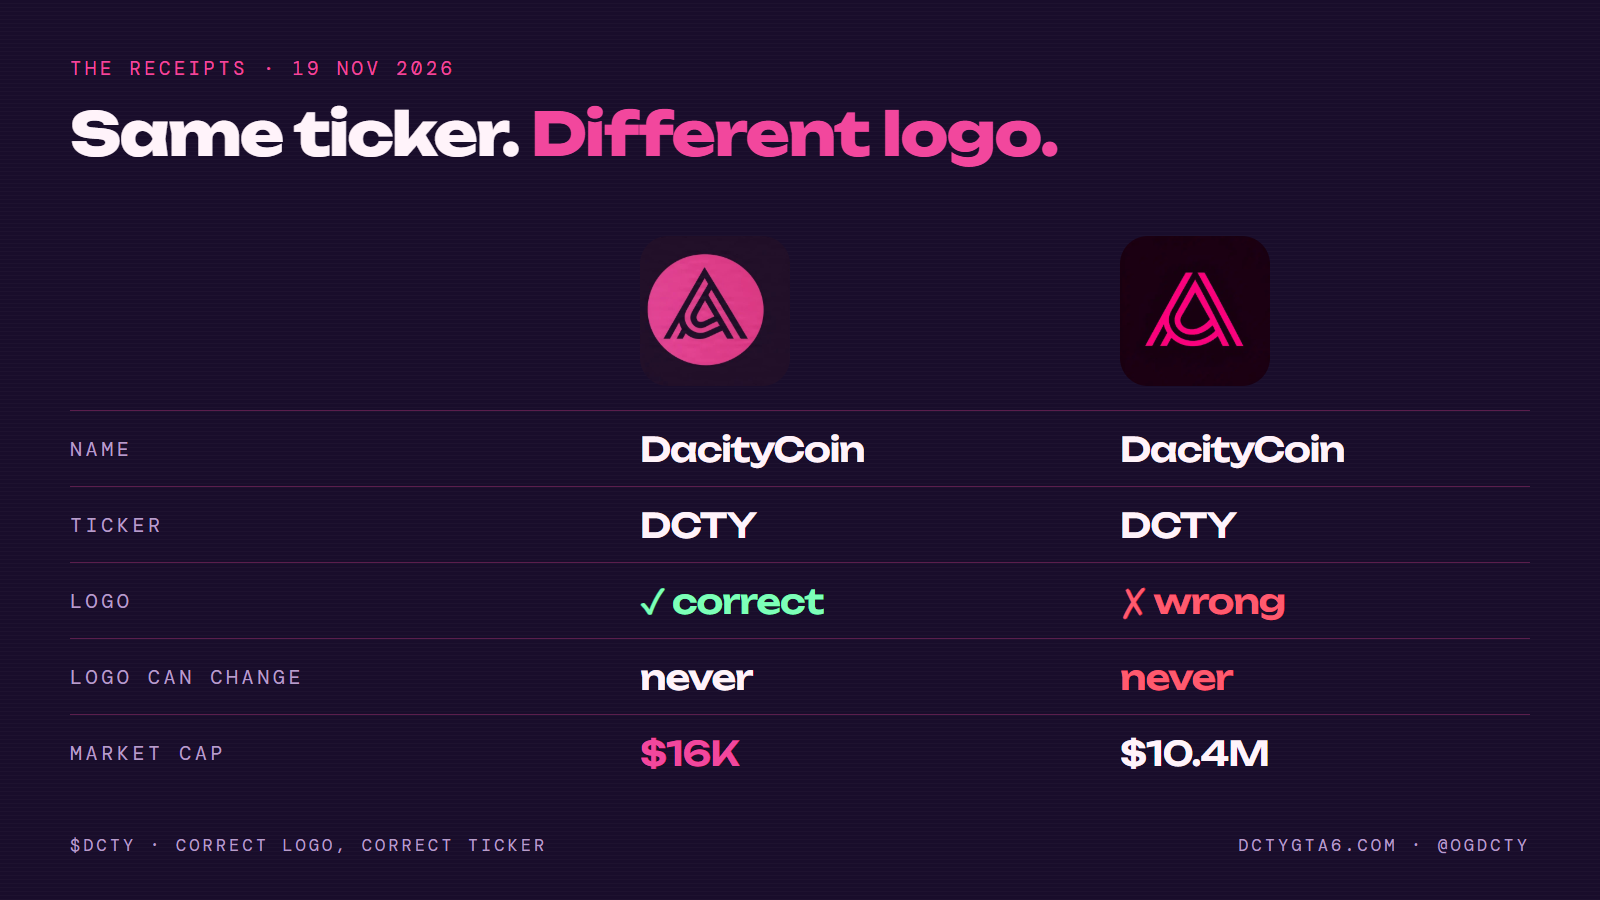 THE RECEIPTS · 19 NOV 2026
Same ticker. Different logo.
NAME DacityCoin DacityCoin
TICKER DCTY DCTY
LOGO ✓ correct ✗ wrong
LOGO CAN CHANGE never never
MARKET CAP $16K $10.4M
$DCTY · CORRECT LOGO, CORRECT TICKER DCTYGTA6.COM · @OGDCTY